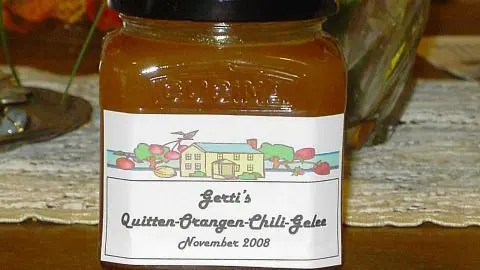 Gerti's
Quitten-Orangen-Chili-Gelee
November 2008